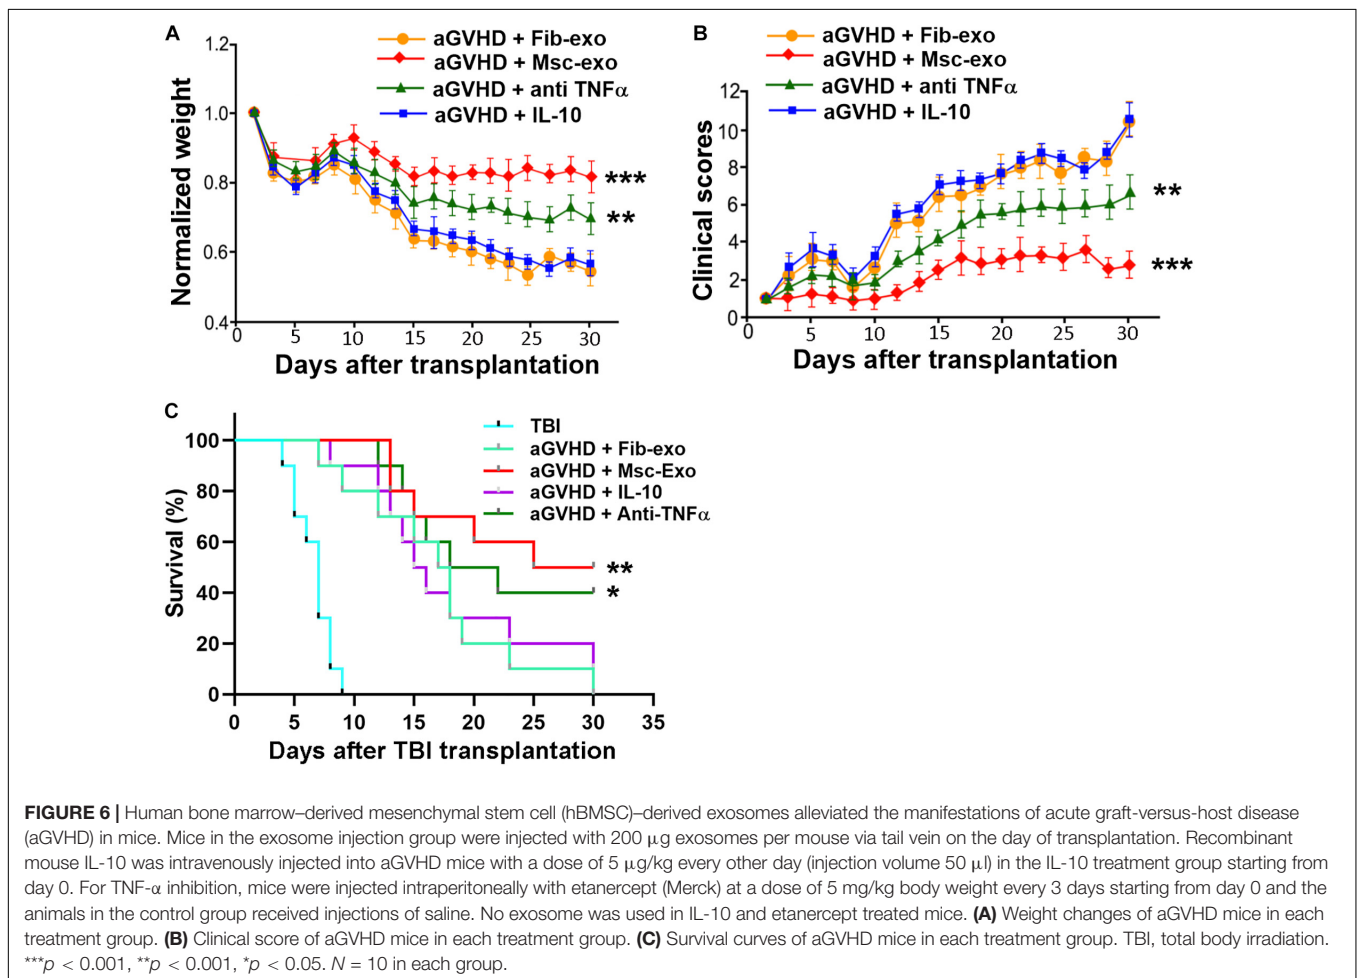 A
aGVHD + Fib-exo
aGVHD + Msc-exo
aGVHD + anti TNFα
aGVHD + IL-10
Normalized weight
1.2
1.0
0.8
0.6
0.4
***
**
0 5 10 15 20 25 30
Days after transplantation
B
aGVHD + Fib-exo
aGVHD + Msc-exo
aGVHD + anti TNFα
aGVHD + IL-10
Clinical scores
12
10
8
6
4
2
0
**
***
0 5 10 15 20 25 30
Days after transplantation
C
TBI
aGVHD + Fib-exo
aGVHD + Msc-Exo
aGVHD + IL-10
aGVHD + Anti-TNFα
Survival (%)
100
80
60
40
20
0
**
*
0 5 10 15 20 25 30 35
Days after TBI transplantation
FIGURE 6 | Human bone marrow–derived mesenchymal stem cell (hBMSC)–derived exosomes alleviated the manifestations of acute graft-versus-host disease
(aGVHD) in mice. Mice in the exosome injection group were injected with 200 μg exosomes per mouse via tail vein on the day of transplantation. Recombinant
mouse IL-10 was intravenously injected into aGVHD mice with a dose of 5 μg/kg every other day (injection volume 50 μl) in the IL-10 treatment group starting from
day 0. For TNF-α inhibition, mice were injected intraperitoneally with etanercept (Merck) at a dose of 5 mg/kg body weight every 3 days starting from day 0 and the
animals in the control group received injections of saline. No exosome was used in IL-10 and etanercept treated mice. (A) Weight changes of aGVHD mice in each
treatment group. (B) Clinical score of aGVHD mice in each treatment group. (C) Survival curves of aGVHD mice in each treatment group. TBI, total body irradiation.
***p < 0.001, **p < 0.001, *p < 0.05. N = 10 in each group.